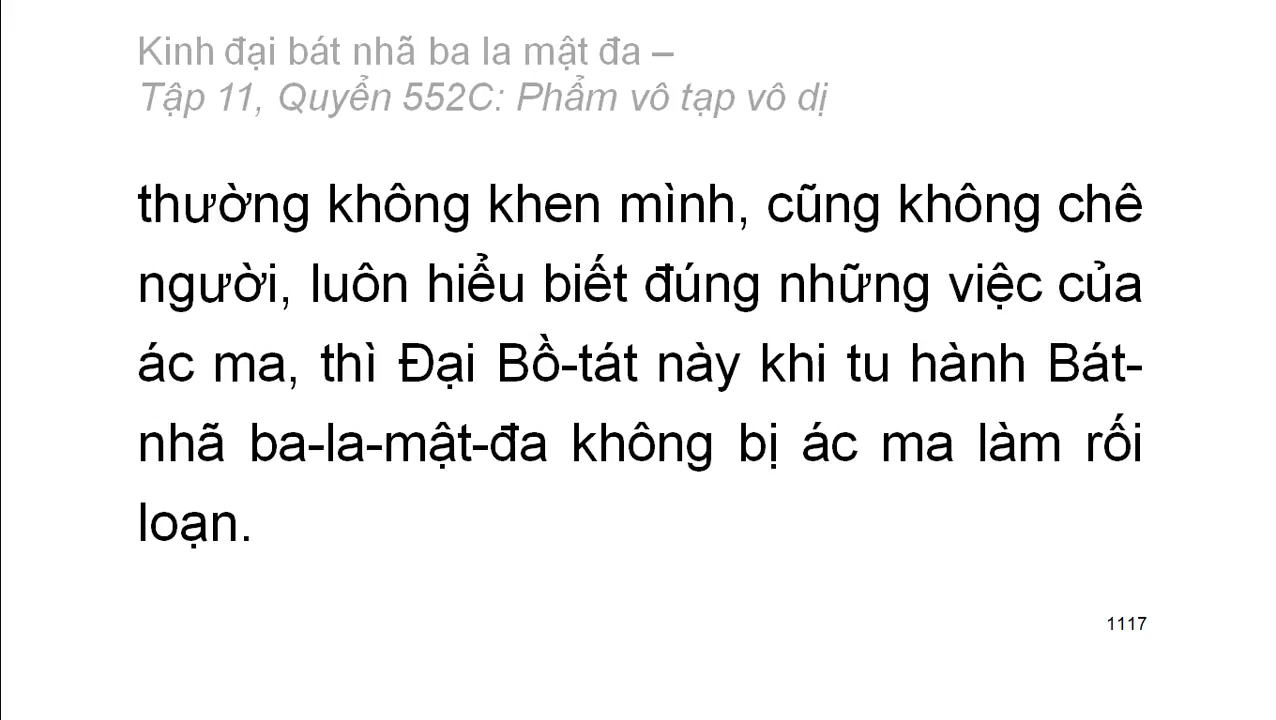 Kinh đại bát nhã ba la mật đa –
Tập 11, Quyển 552C: Phẩm vô tạp vô dị
thường không khen mình, cũng không chê
người, luôn hiểu biết đúng những việc của
ác ma, thì Đại Bồ-tát này khi tu hành Bát-
nhã ba-la-mật-đa không bị ác ma làm rối
loạn.
1117